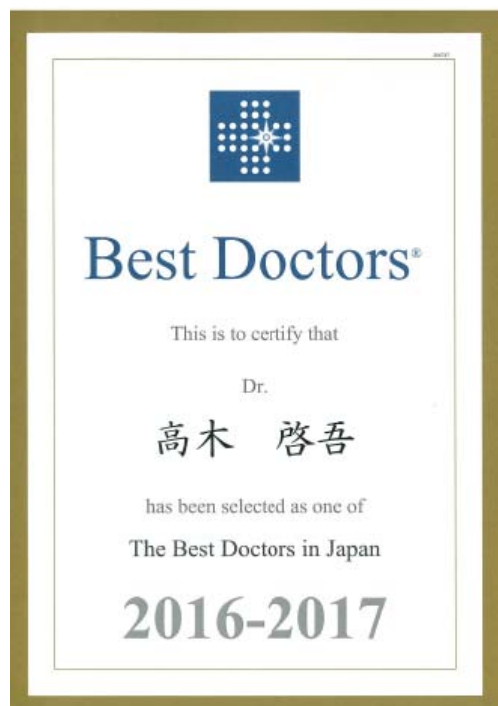 Best Doctors®
This is to certify that
Dr.
高木 啓吾
has been selected as one of
The Best Doctors in Japan
2016-2017